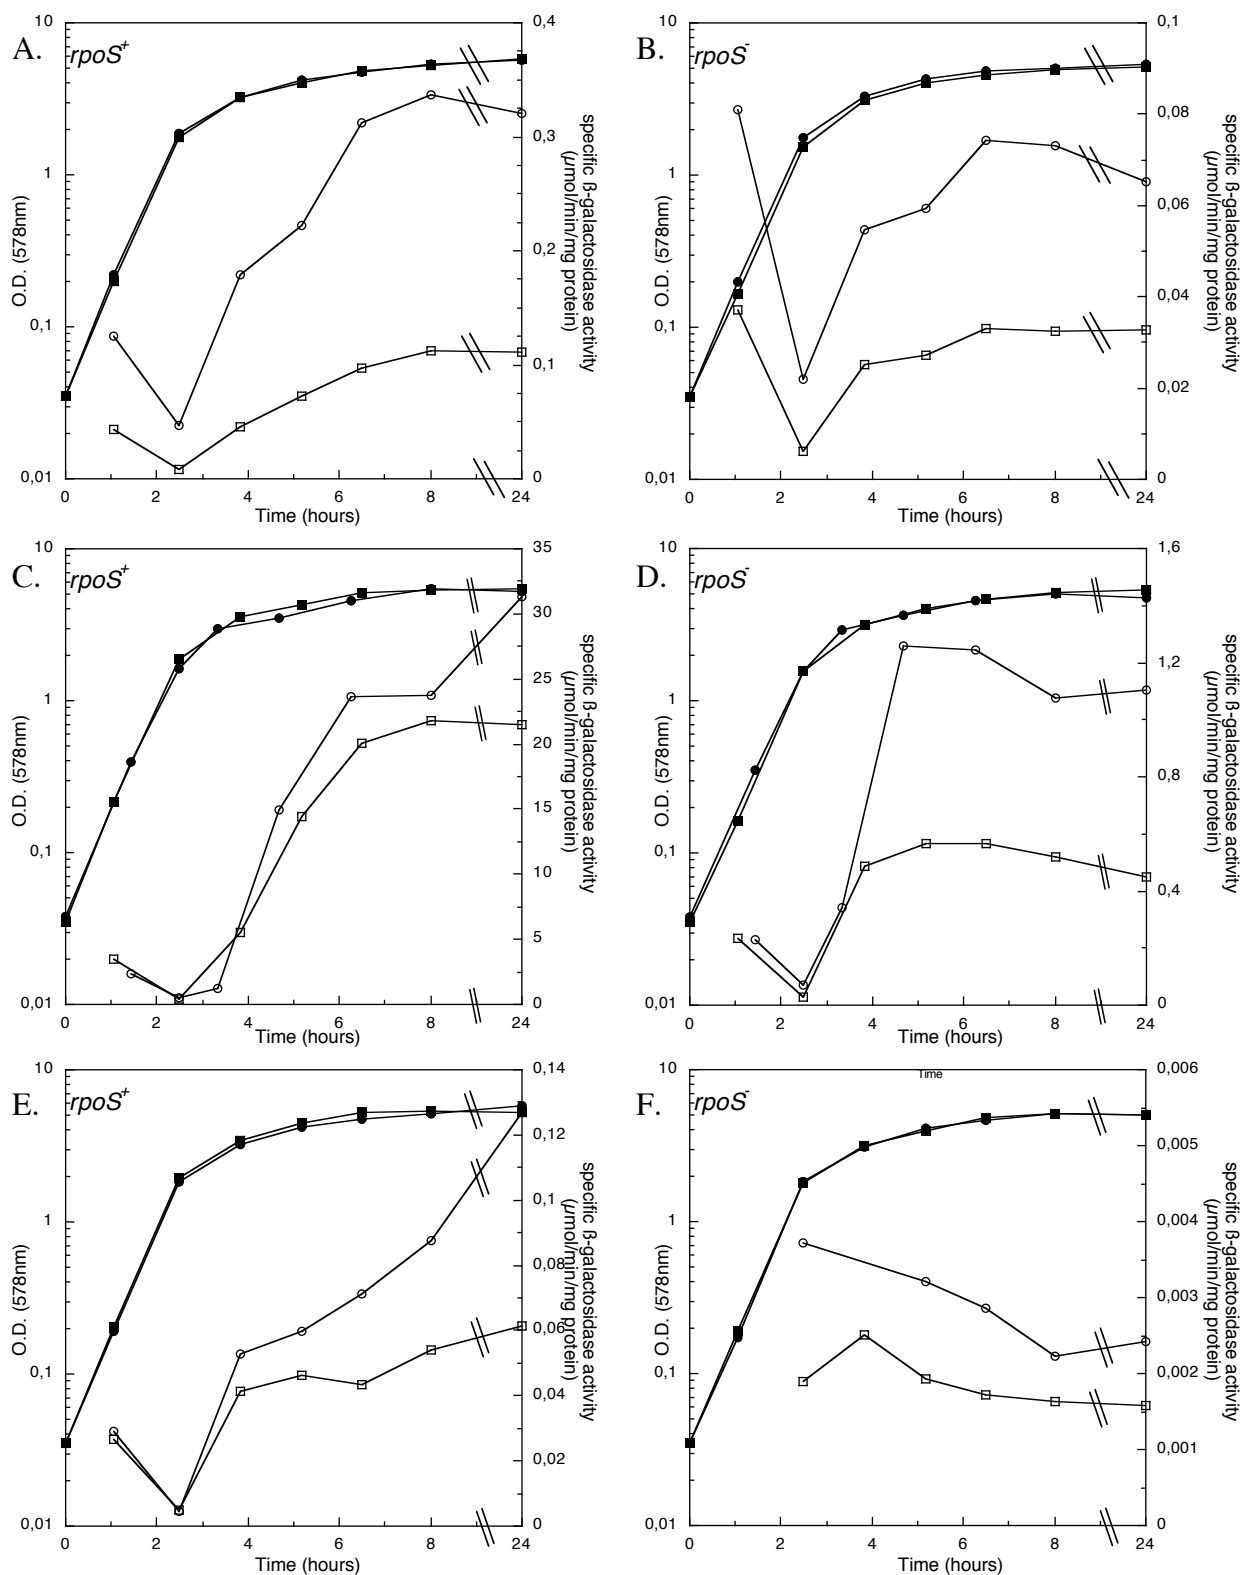 A.
rpoS+
10
1
0,1
0,01
O.D. (578nm)
0 2 4 6 8 24
Time (hours)
0,4
0,3
0,2
0,1
0
specific ß-galactosidase activity
(µmol/min/mg protein)
B.
rpoS-
10
1
0,1
0,01
O.D. (578nm)
0 2 4 6 8 24
Time (hours)
0,1
0,08
0,06
0,04
0,02
0
specific ß-galactosidase activity
(µmol/min/mg protein)
C.
rpoS+
10
1
0,1
0,01
O.D. (578nm)
0 2 4 6 8 24
Time (hours)
35
30
25
20
15
10
5
0
specific ß-galactosidase activity
(µmol/min/mg protein)
D.
rpoS-
10
1
0,1
0,01
O.D. (578nm)
0 2 4 6 8 24
Time (hours)
1,6
1,2
0,8
0,4
0
specific ß-galactosidase activity
(µmol/min/mg protein)
E.
rpoS+
10
1
0,1
0,01
O.D. (578nm)
0 2 4 6 8 24
Time (hours)
0,14
0,12
0,1
0,08
0,06
0,04
0,02
0
specific ß-galactosidase activity
(µmol/min/mg protein)
F.
rpoS-
Time
10
1
0,1
0,01
O.D. (578nm)
0 2 4 6 8 24
Time (hours)
0,006
0,005
0,004
0,003
0,002
0,001
0
specific ß-galactosidase activity
(µmol/min/mg protein)